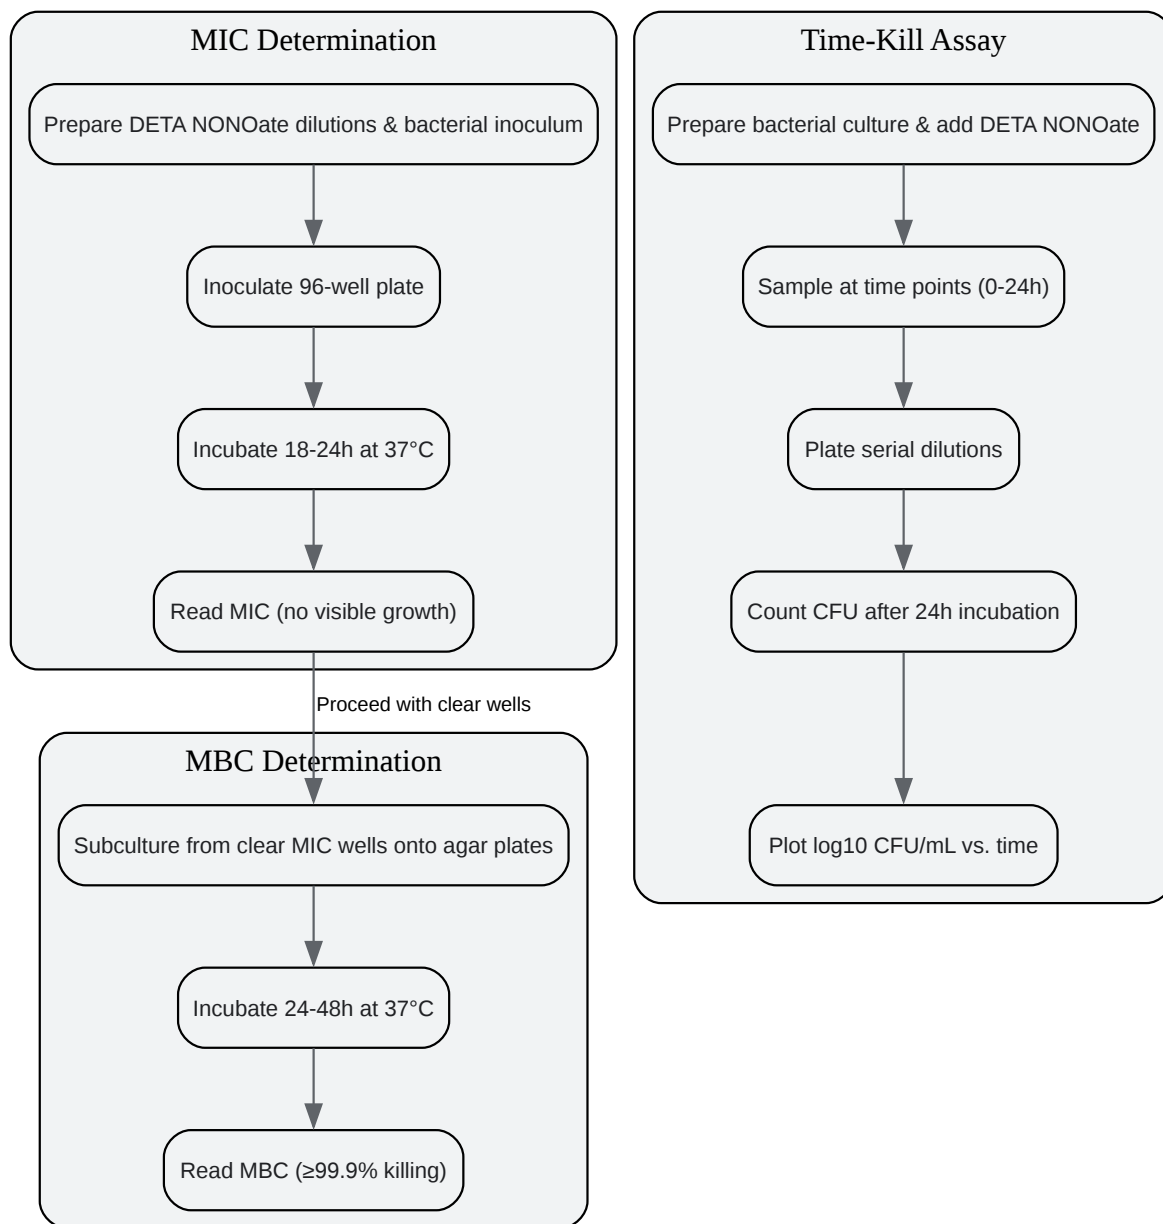 MIC Determination
Prepare DETA NONOate dilutions & bacterial inoculum
Inoculate 96-well plate
Incubate 18-24h at 37°C
Read MIC (no visible growth)
Proceed with clear wells
MBC Determination
Subculture from clear MIC wells onto agar plates
Incubate 24-48h at 37°C
Read MBC (≥99.9% killing)
Time-Kill Assay
Prepare bacterial culture & add DETA NONOate
Sample at time points (0-24h)
Plate serial dilutions
Count CFU after 24h incubation
Plot log10 CFU/mL vs. time